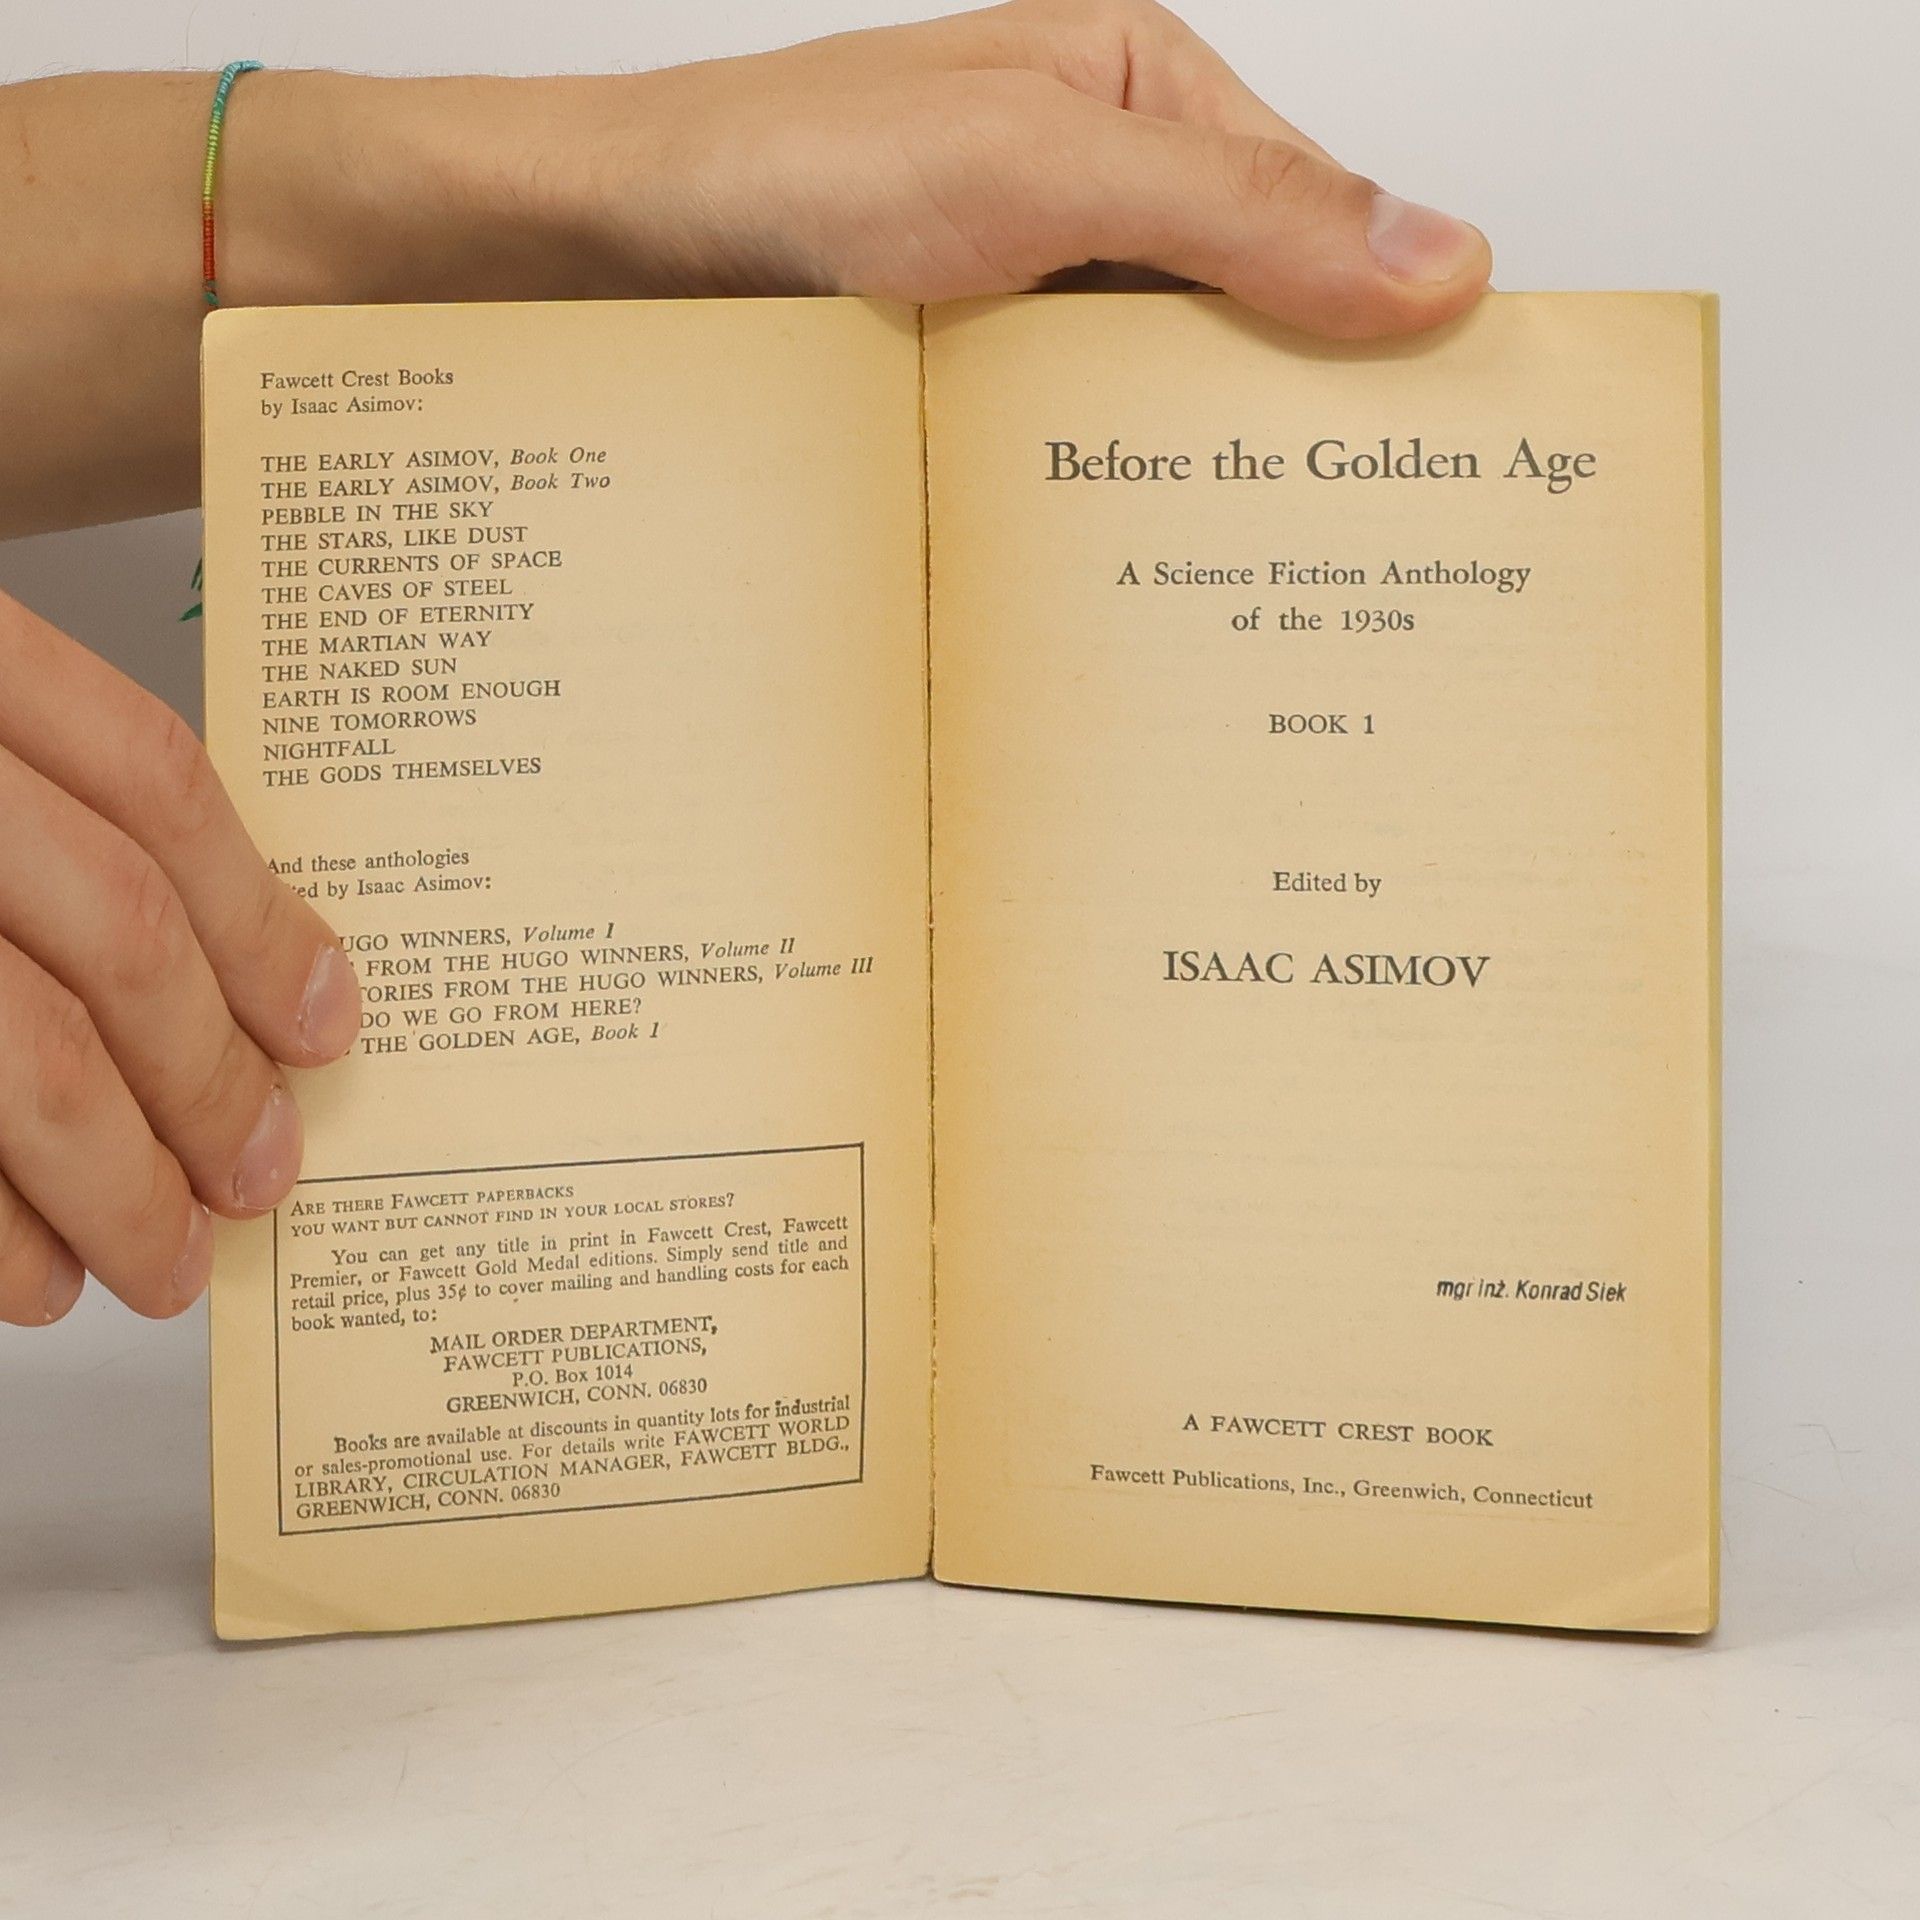 Fawcett Crest Books
by Isaac Asimov:
THE EARLY ASIMOV, Book One
THE EARLY ASIMOV, Book Two
PEBBLE IN THE SKY
THE STARS, LIKE DUST
THE CURRENTS OF SPACE
THE CAVES OF STEEL
THE END OF ETERNITY
THE MARTIAN WAY
THE NAKED SUN
EARTH IS ROOM ENOUGH
NINE TOMORROWS
NIGHTFALL
THE GODS THEMSELVES
And these anthologies
by Isaac Asimov:
WINNERS, Volume I
FROM THE HUGO WINNERS, Volume II
FROM THE HUGO WINNERS, Volume III
DO WE GO FROM HERE?
THE GOLDEN AGE, Book 1
ARE THERE FAWCETT PAPERBACKS
YOU WANT BUT CANNOT FIND IN YOUR LOCAL STORES?
You can get any title in print in Fawcett Crest, Fawcett
Premier, or Fawcett Gold Medal editions. Simply send title and
retail price, plus 35¢ to cover mailing and handling costs for each
book wanted, to:
MAIL ORDER DEPARTMENT,
FAWCETT PUBLICATIONS,
P.O. Box 1014
GREENWICH, CONN. 06830
Books are available at discounts in quantity lots for industrial
or sales-promotional use. For details write FAWCETT WORLD
LIBRARY, CIRCULATION MANAGER, FAWCETT BLDG.,
GREENWICH, CONN. 06830
Before the Golden Age
A Science Fiction Anthology
of the 1930s
BOOK 1
Edited by
ISAAC ASIMOV
mgr inż. Konrad Siek
A FAWCETT CREST BOOK
Fawcett Publications, Inc., Greenwich, Connecticut